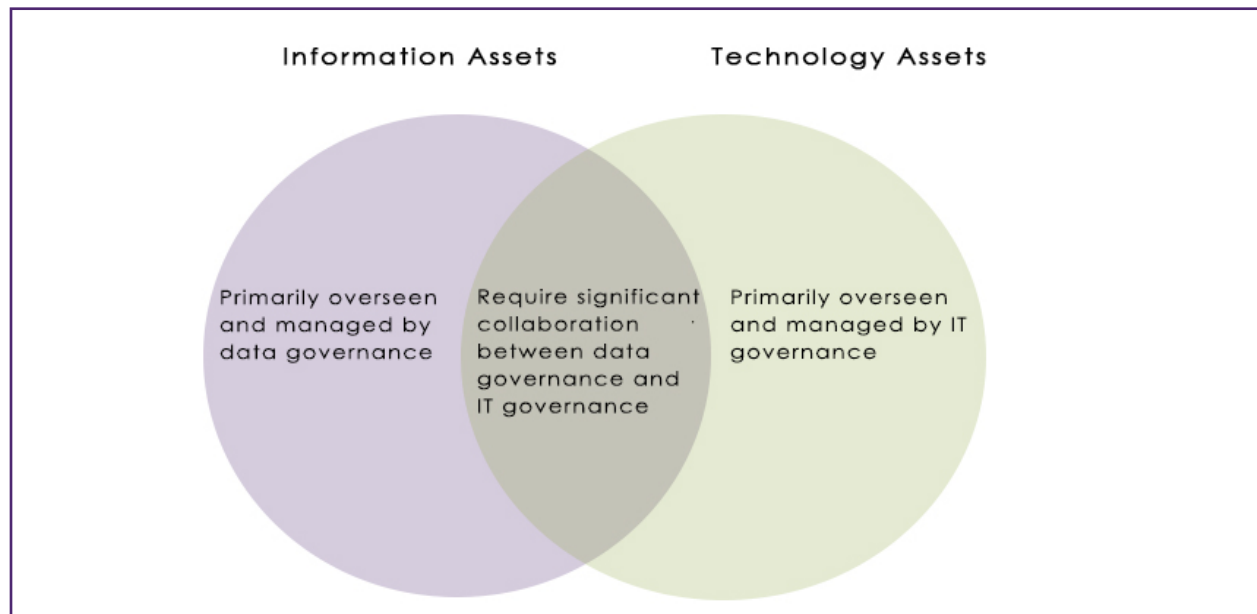 Information Assets
Technology Assets
Primarily overseen
and managed by
data governance
Require significant
collaboration
between data
governance and
IT governance
Primarily overseen
and managed by IT
governance